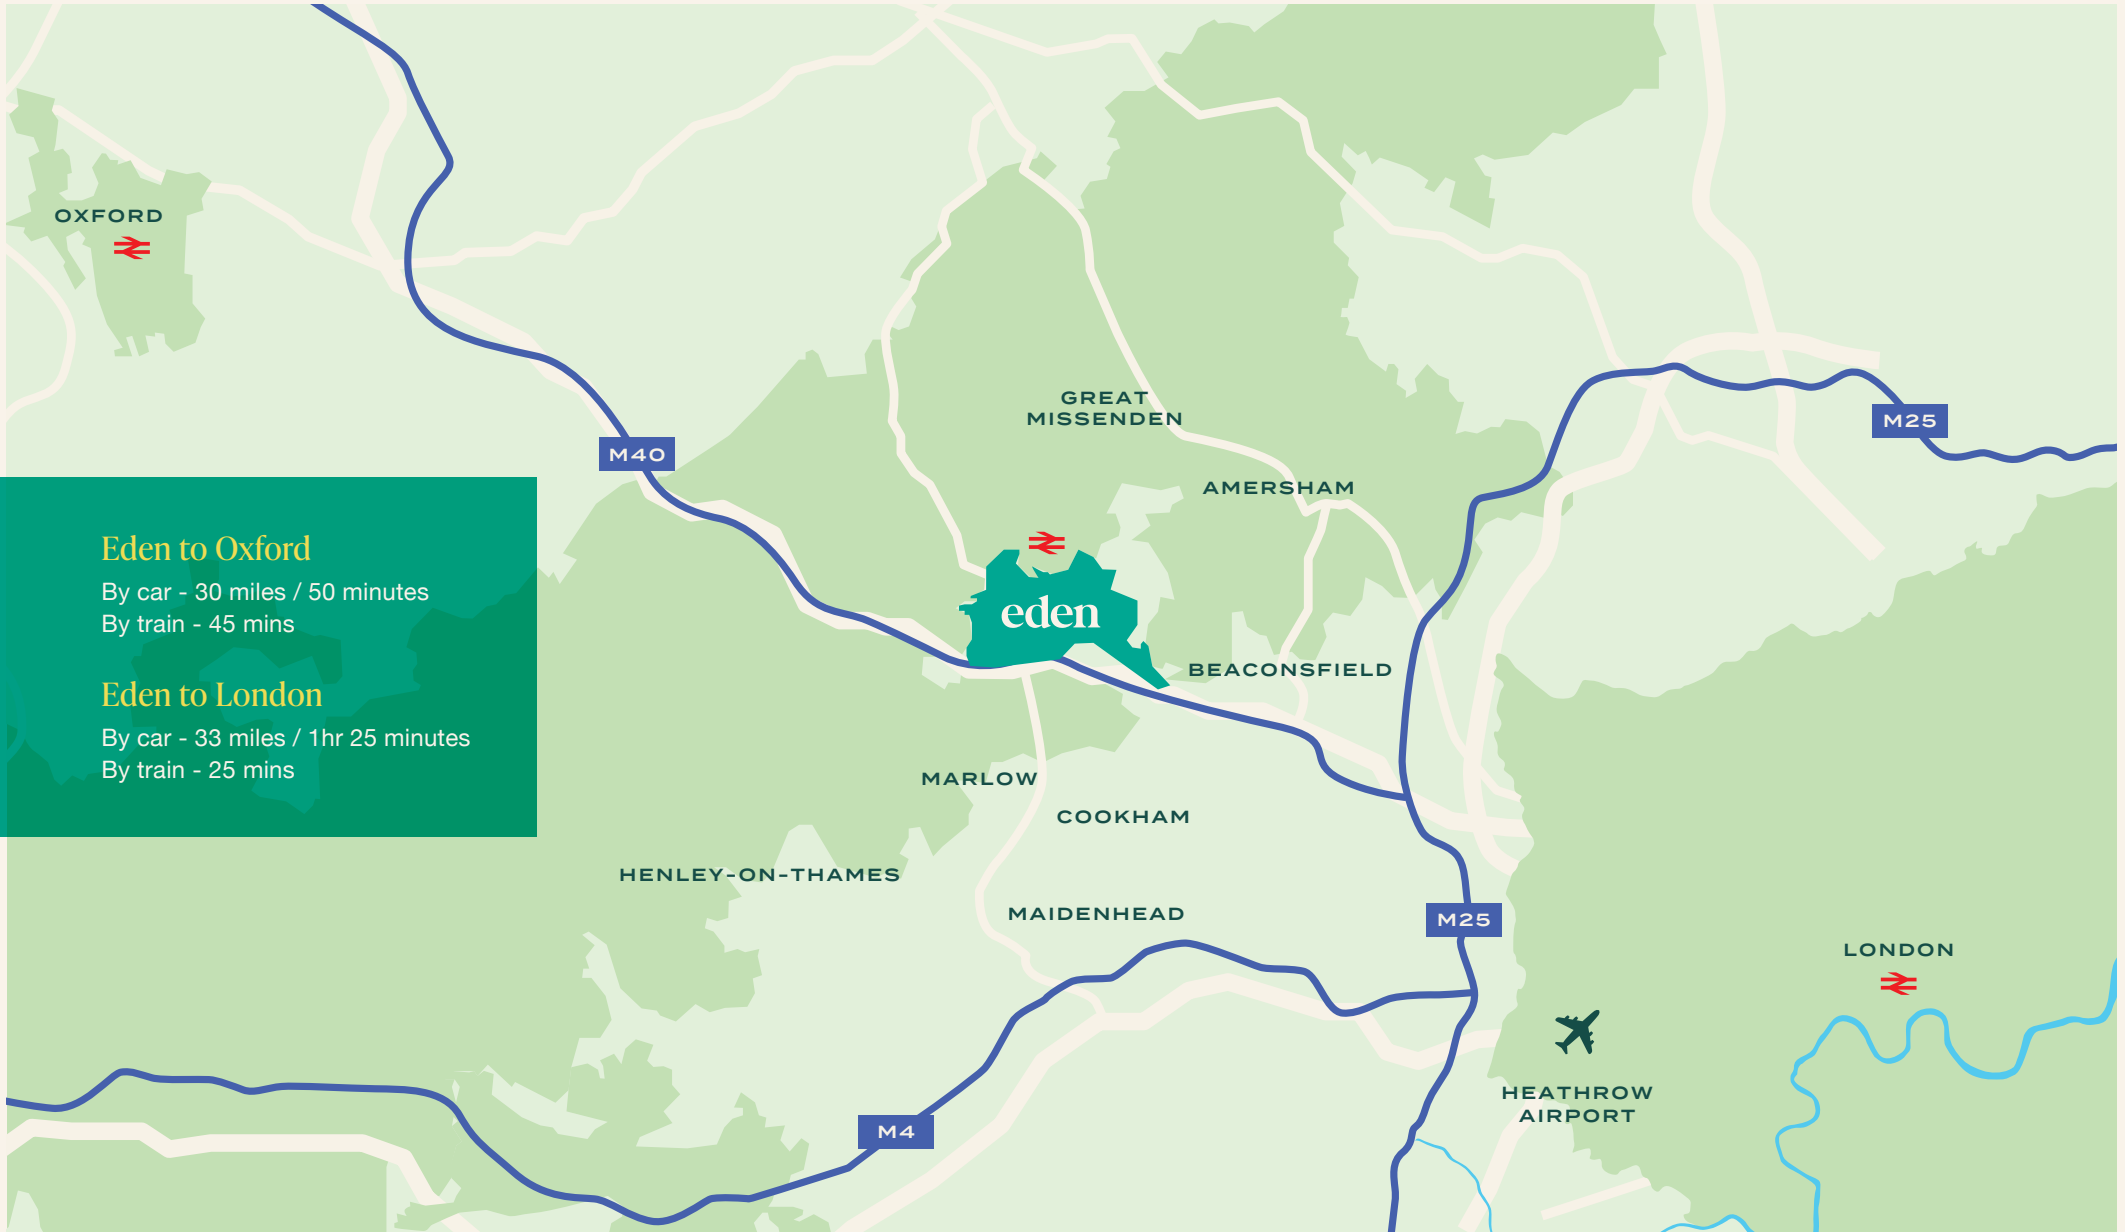 OXFORD
GREAT
MISSENDEN
M25
M40
AMERSHAM
Eden to Oxford
By car - 30 miles / 50 minutes
By train - 45 mins
eden
BEACONSFIELD
Eden to London
By car - 33 miles / 1hr 25 minutes
By train - 25 mins
MARLOW
COOKHAM
HENLEY-ON-THAMES
MAIDENHEAD
M25
LONDON
HEATHROW
AIRPORT
M4